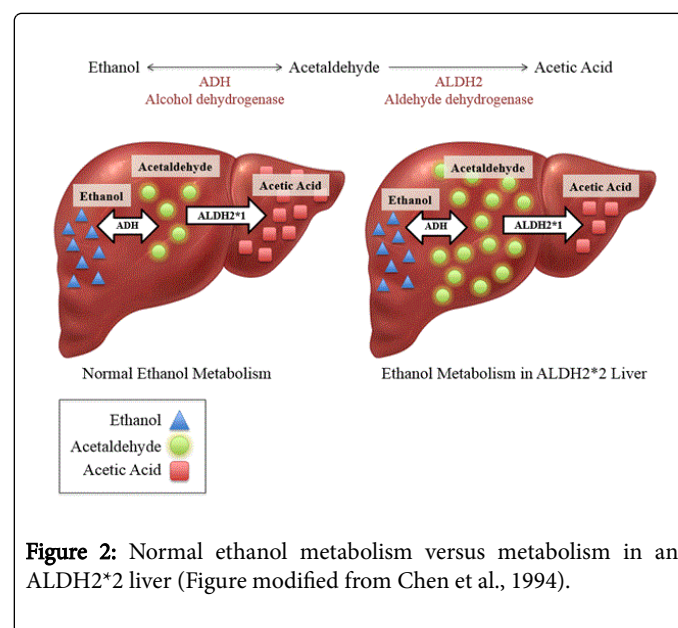 Ethanol Acetaldehyde Acetic Acid
ADH ALDH2
Alcohol dehydrogenase Aldehyde dehydrogenase
Acetaldehyde
Ethanol
Acetic Acid
ADH
ALDH2*1
Acetaldehyde
Ethanol
Acetic Acid
ADH
ALDH2*1
Normal Ethanol Metabolism
Ethanol Metabolism in ALDH2*2 Liver
Ethanol
Acetaldehyde
Acetic Acid
Figure 2: Normal ethanol metabolism versus metabolism in an
ALDH2*2 liver (Figure modified from Chen et al., 1994).